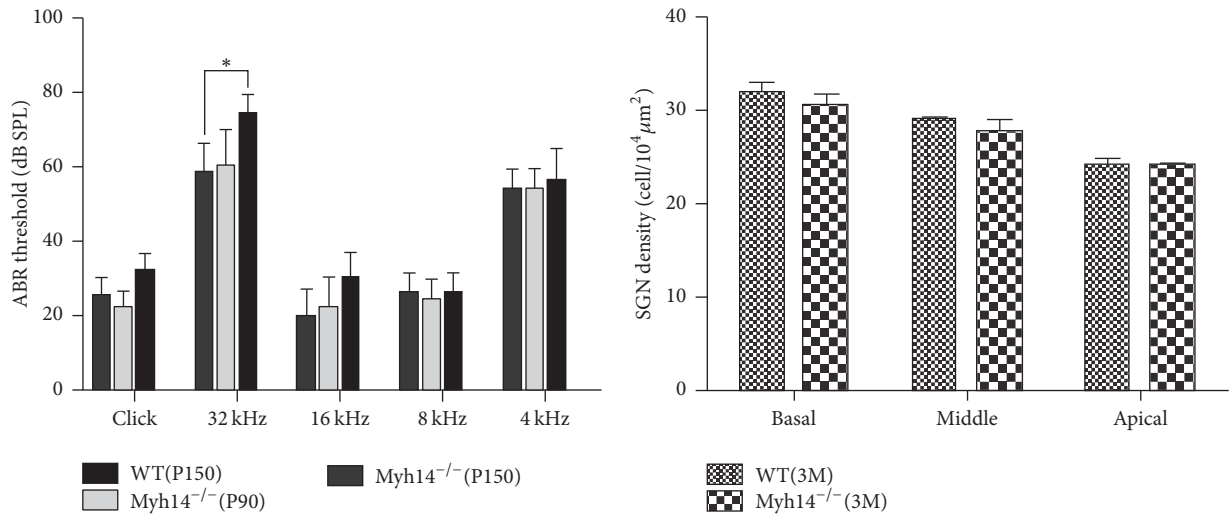 100
80
60
40
20
0
ABR threshold (dB SPL)
*
Click
32 kHz
16 kHz
8 kHz
4 kHz
WT(P150)
Myh14⁻/⁻(P90)
Myh14⁻/⁻(P150)
40
30
20
10
0
SGN density (cell/10⁴μm²)
Basal
Middle
Apical
WT(3M)
Myh14⁻/⁻(3M)